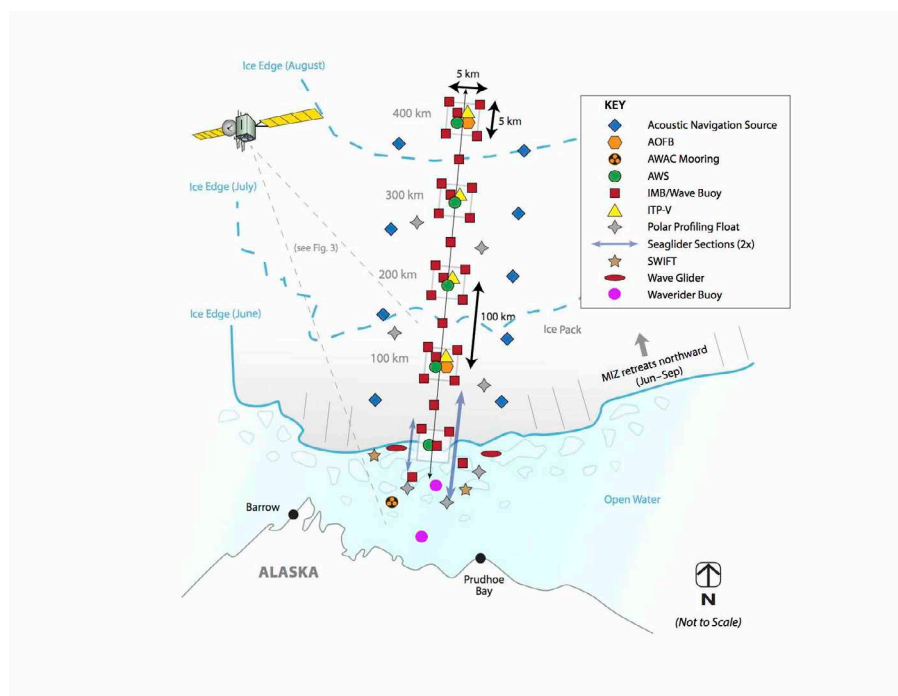 Ice Edge (August)
5 km
400 km
5 km
Ice Edge (July)
300 km
(see Fig. 3)
200 km
Ice Edge (June)
100 km
Ice Pack
100 km
MIZ retreats northward
(Jun–Sep)
KEY
Acoustic Navigation Source
AOFB
AWAC Mooring
AWS
IMB/Wave Buoy
ITP-V
Polar Profiling Float
Seaglider Sections (2x)
SWIFT
Wave Glider
Waverider Buoy
Open Water
Barrow
ALASKA
Prudhoe
Bay
N
(Not to Scale)